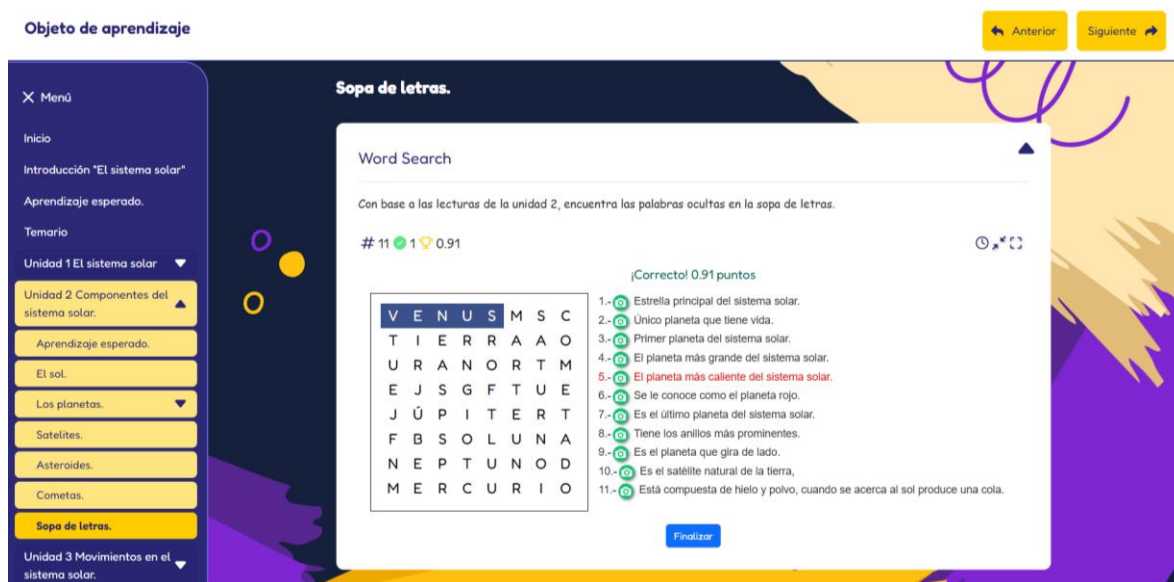 Objeto de aprendizaje
Anterior
Siguiente
Menú
Inicio
Introducción "El sistema solar"
Aprendizaje esperado.
Temario
Unidad 1 El sistema solar
Unidad 2 Componentes del
sistema solar.
Aprendizaje esperado.
El sol.
Los planetas.
Satelites.
Asteroides.
Cometas.
Sopa de letras.
Unidad 3 Movimientos en el
sistema solar.
Sopa de letras.
Word Search
Con base a las lecturas de la unidad 2, encuentra las palabras ocultas en la sopa de letras.
# 11 1 0.91
¡Correcto! 0.91 puntos
V E N U S M S C
T I E R R A A O
U R A N O R T M
E J S G F T U E
J Ú P I T E R T
F B S O L U N A
N E P T U N O D
M E R C U R I O
1.- Estrella principal del sistema solar.
2.- Único planeta que tiene vida.
3.- Primer planeta del sistema solar.
4.- El planeta más grande del sistema solar.
5.- El planeta más caliente del sistema solar.
6.- Se le conoce como el planeta rojo.
7.- Es el último planeta del sistema solar.
8.- Tiene los anillos más prominentes.
9.- Es el planeta que gira de lado.
10.- Es el satélite natural de la tierra,
11.- Está compuesta de hielo y polvo, cuando se acerca al sol produce una cola.
Finalizar